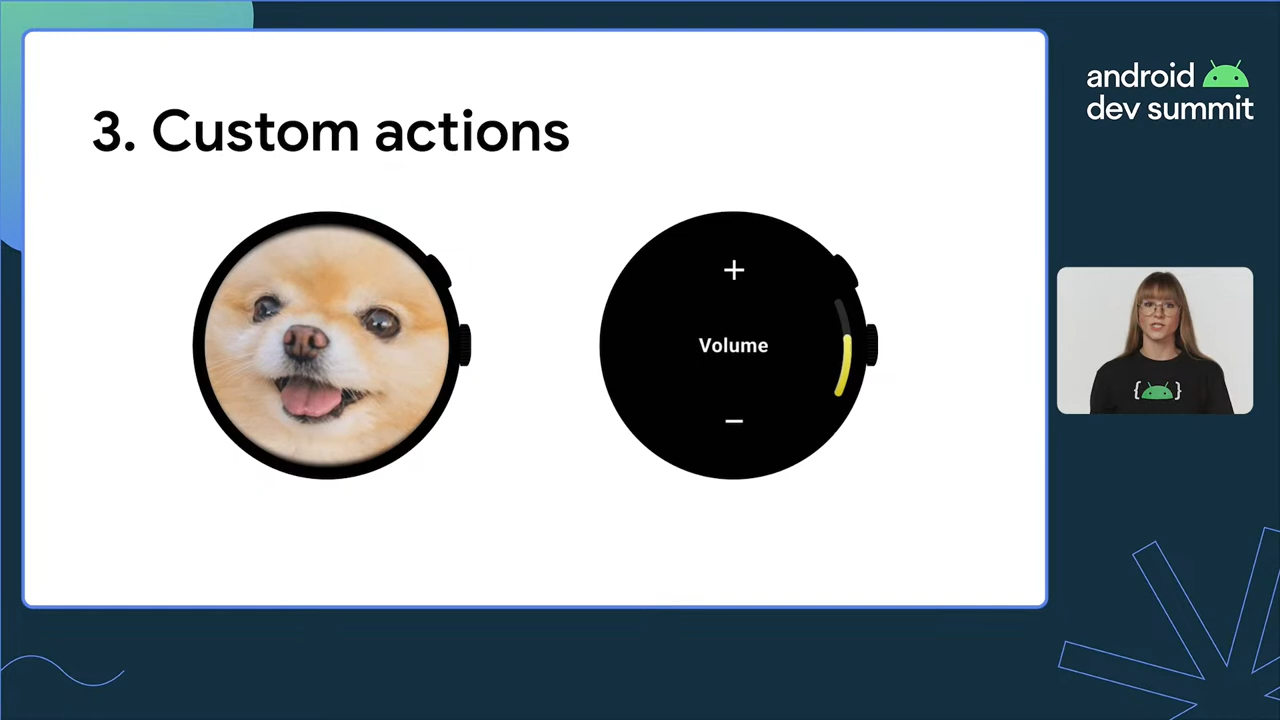 3. Custom actions
android
dev summit
+
Volume
−
{ }